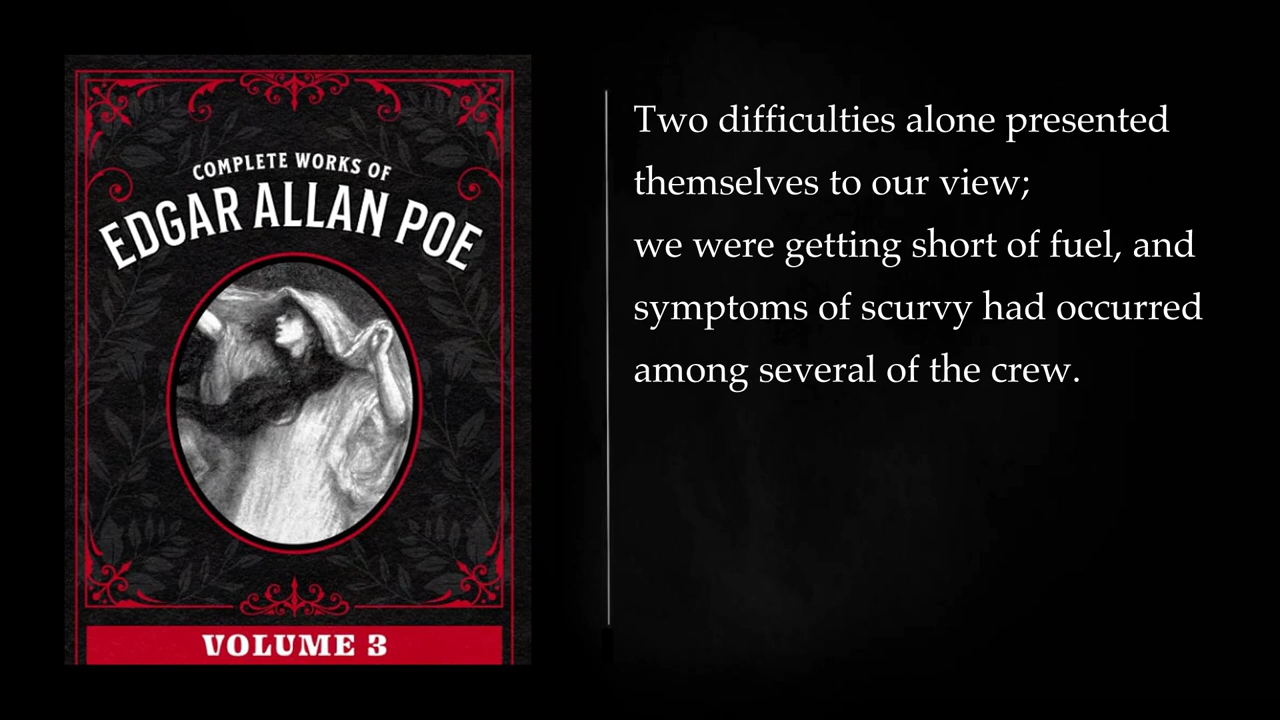 COMPLETE WORKS OF
EDGAR ALLAN POE
VOLUME 3
Two difficulties alone presented
themselves to our view;
we were getting short of fuel, and
symptoms of scurvy had occurred
among several of the crew.